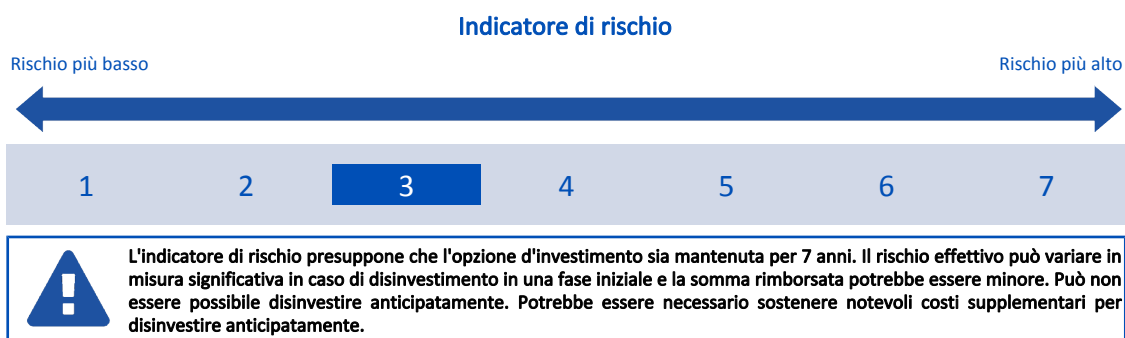 Indicatore di rischio
Rischio più basso Rischio più alto
1 2 3 4 5 6 7
L'indicatore di rischio presuppone che l'opzione d'investimento sia mantenuta per 7 anni. Il rischio effettivo può variare in
misura significativa in caso di disinvestimento in una fase iniziale e la somma rimborsata potrebbe essere minore. Può non
essere possibile disinvestire anticipatamente. Potrebbe essere necessario sostenere notevoli costi supplementari per
disinvestire anticipatamente.